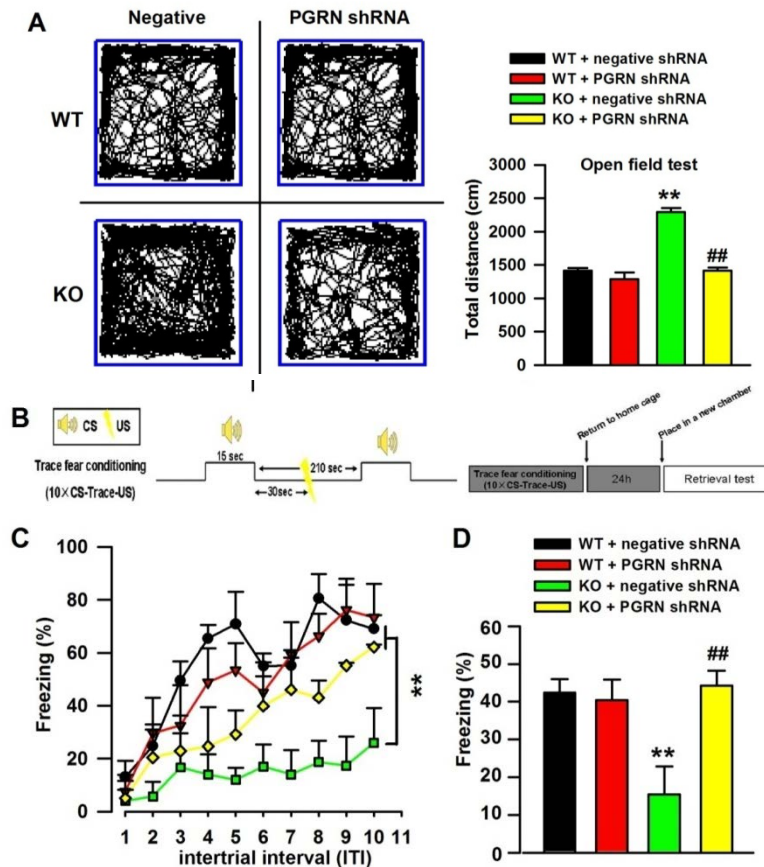 A
Negative
PGRN shRNA
WT
KO
WT + negative shRNA
WT + PGRN shRNA
KO + negative shRNA
KO + PGRN shRNA
Open field test
Total distance (cm)
3000
2500
2000
1500
1000
500
0
**
##
B
CS US
Trace fear conditioning
(10×CS-Trace-US)
15 sec
210 sec
30sec
Return to home cage
Place in a new chamber
Trace fear conditioning
(10×CS-Trace-US)
24h
Retrieval test
C
Freezing (%)
100
80
60
40
20
0
**
1 2 3 4 5 6 7 8 9 10 11
intertrial interval (ITI)
D
WT + negative shRNA
WT + PGRN shRNA
KO + negative shRNA
KO + PGRN shRNA
Freezing (%)
60
50
40
30
20
10
0
**
##